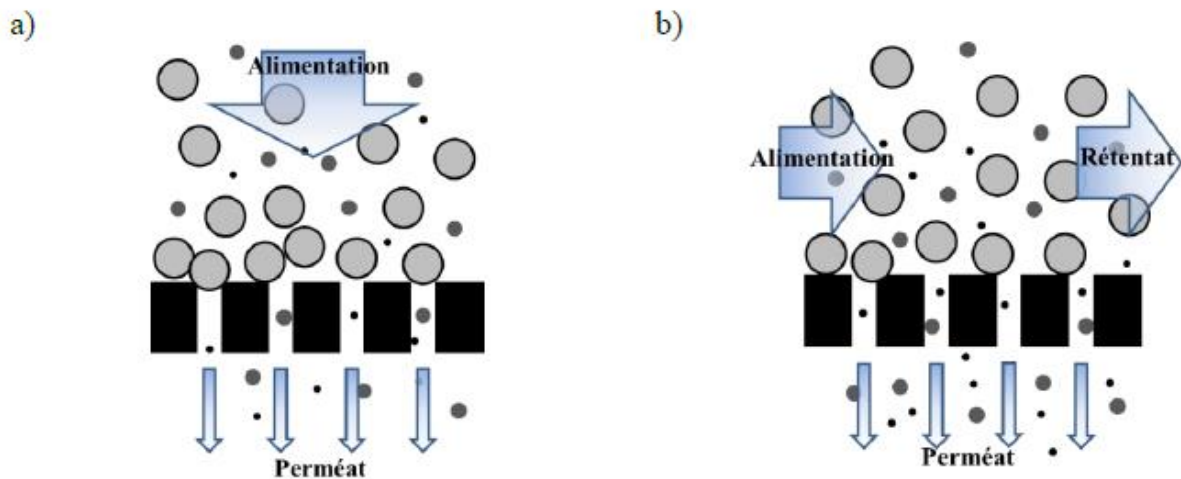 a)
Alimentation
Perméat
b)
Alimentation
Rétentat
Perméat